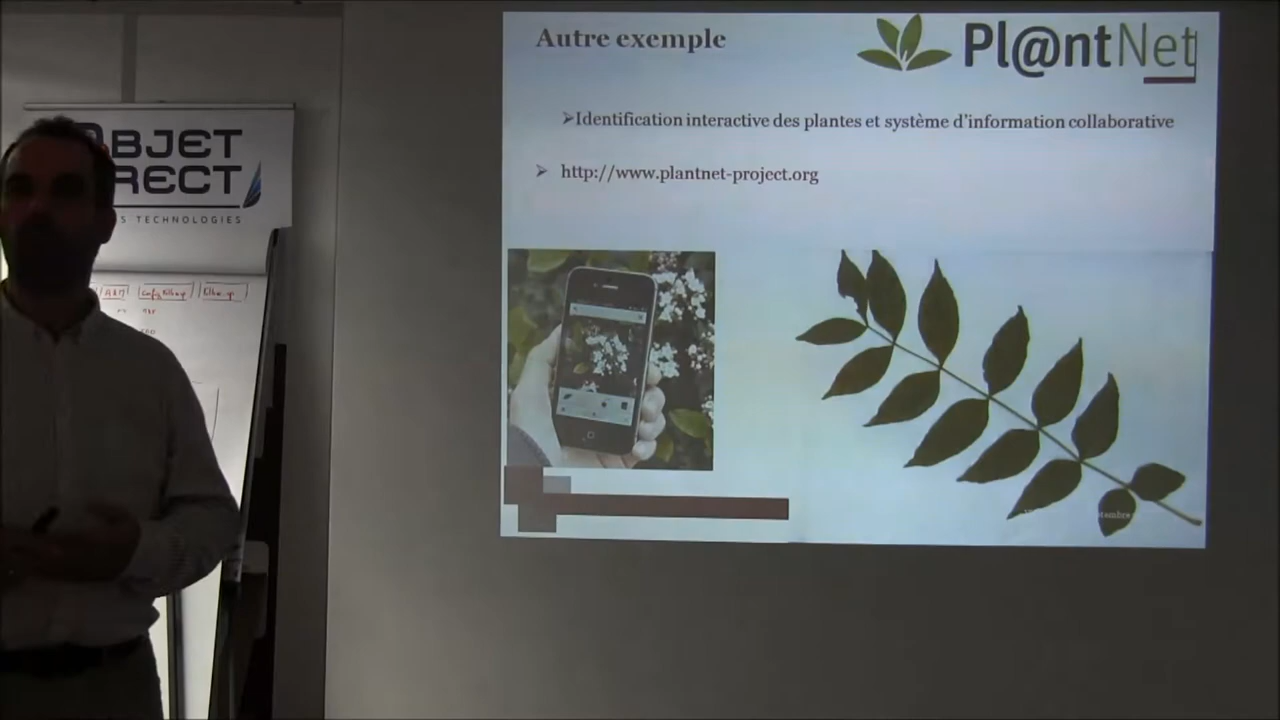 Autre exemple
Pl@ntNet
➢Identification interactive des plantes et système d'information collaborative
➢ http://www.plantnet-project.org
OBJET
RECT
S TECHNOLOGIES